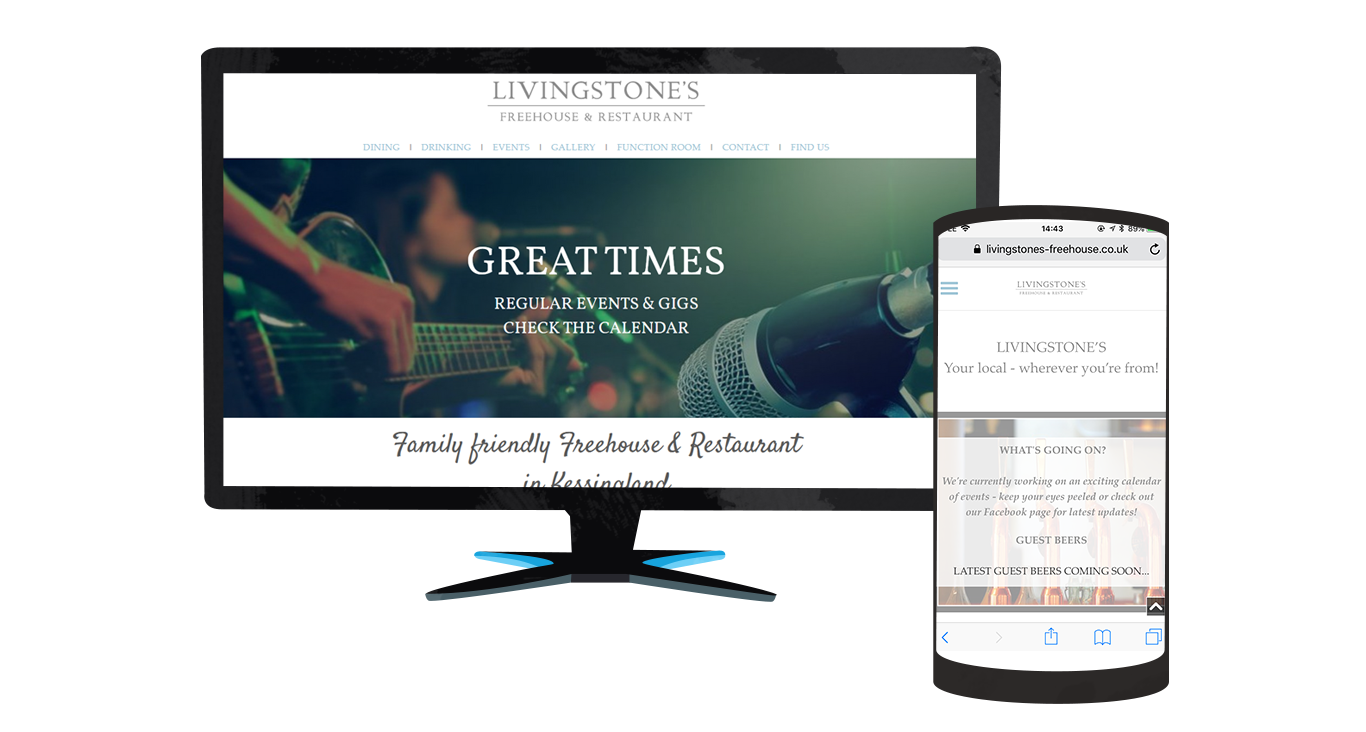 LIVINGSTONE'S
FREEHOUSE & RESTAURANT
DINING | DRINKING | EVENTS | GALLERY | FUNCTION ROOM | CONTACT | FIND US
GREAT TIMES
REGULAR EVENTS & GIGS
CHECK THE CALENDAR
Family friendly Freehouse & Restaurant
in Kessingland
14:43 89%
livingstones-freehouse.co.uk
LIVINGSTONE'S
FREEHOUSE & RESTAURANT
LIVINGSTONE'S
Your local - wherever you're from!
WHAT'S GOING ON?
We're currently working on an exciting calendar
of events - keep your eyes peeled or check out
our Facebook page for latest updates!
GUEST BEERS
LATEST GUEST BEERS COMING SOON...